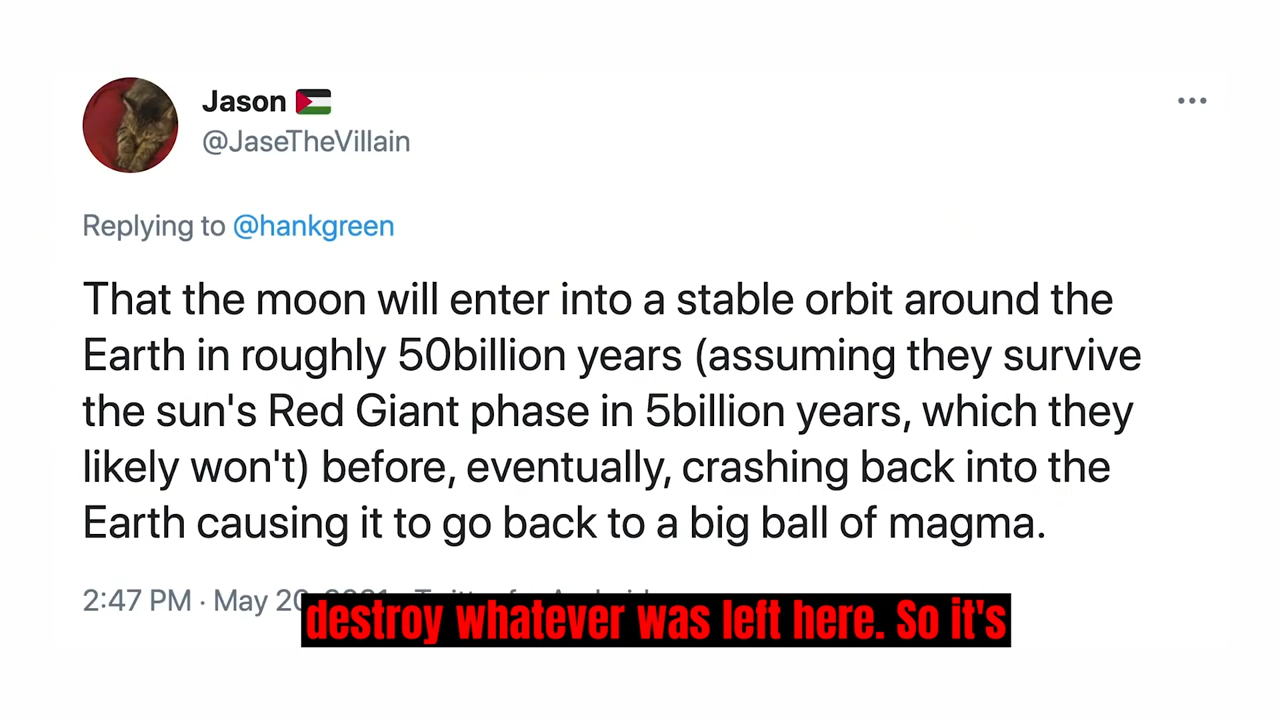 Jason 🇵🇸
@JaseTheVillain
Replying to @hankgreen
That the moon will enter into a stable orbit around the
Earth in roughly 50billion years (assuming they survive
the sun's Red Giant phase in 5billion years, which they
likely won't) before, eventually, crashing back into the
Earth causing it to go back to a big ball of magma.
2:47 PM · May 20
destroy whatever was left here. So it's